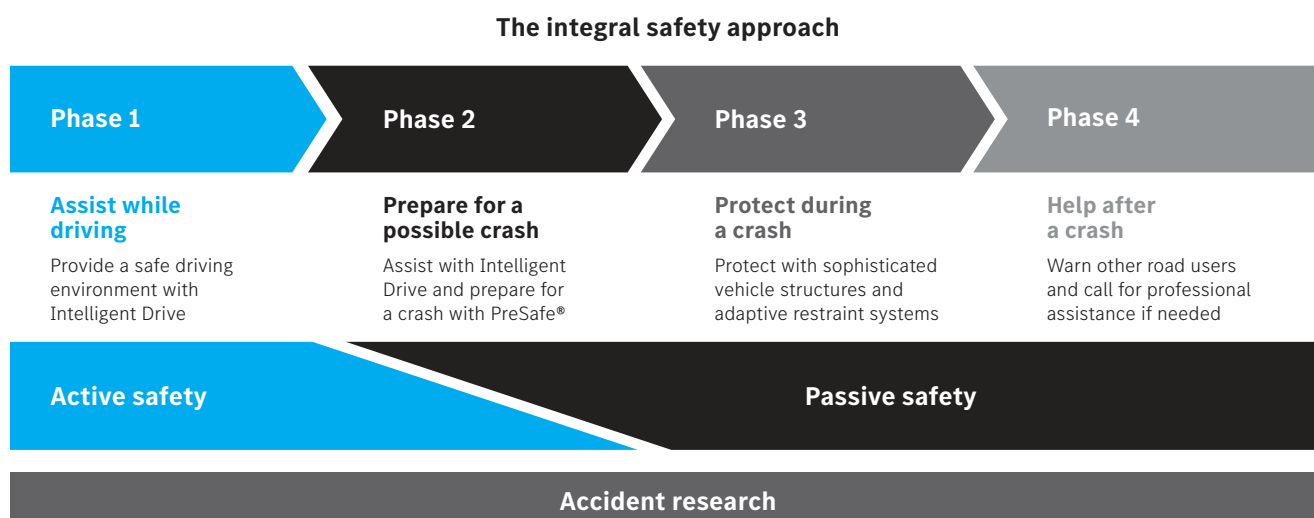 The integral safety approach
Phase 1
Phase 2
Phase 3
Phase 4
Assist while
driving
Provide a safe driving
environment with
Intelligent Drive
Prepare for a
possible crash
Assist with Intelligent
Drive and prepare for
a crash with PreSafe®
Protect during
a crash
Protect with sophisticated
vehicle structures and
adaptive restraint systems
Help after
a crash
Warn other road users
and call for professional
assistance if needed
Active safety
Passive safety
Accident research